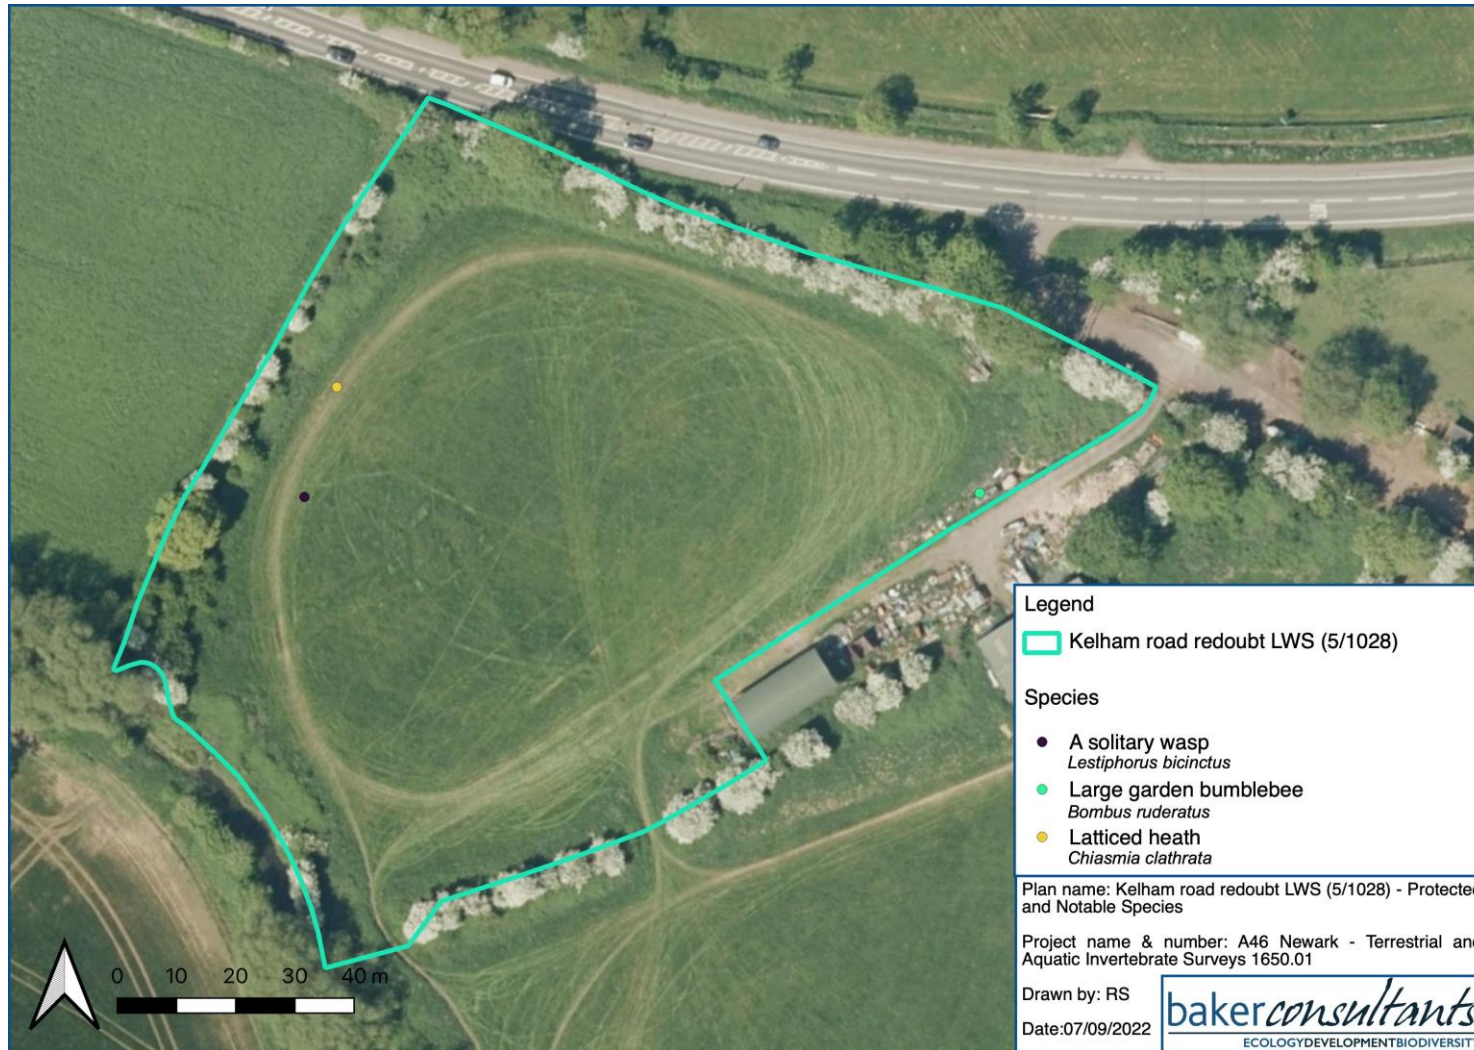 Legend
Kelham road redoubt LWS (5/1028)
Species
A solitary wasp
Lestiphorus bicinctus
Large garden bumblebee
Bombus ruderatus
Latticed heath
Chiasmia clathrata
Plan name: Kelham road redoubt LWS (5/1028) - Protected
and Notable Species
Project name & number: A46 Newark - Terrestrial and
Aquatic Invertebrate Surveys 1650.01
Drawn by: RS
Date:07/09/2022
bakerconsultants
ECOLOGYDEVELOPMENTBIODIVERSIT
0 10 20 30 40 m